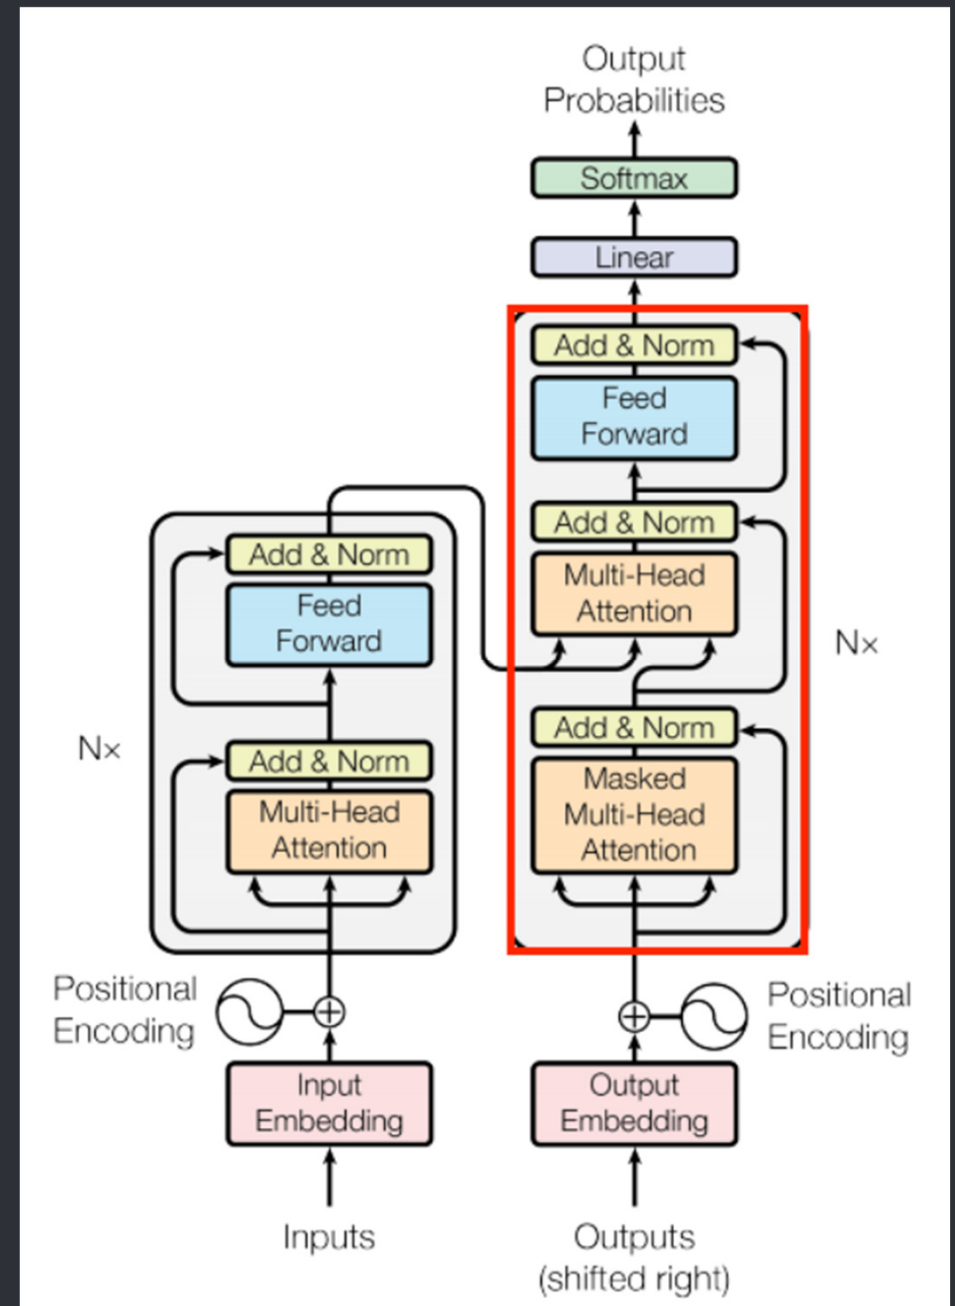 Output
Probabilities
Softmax
Linear
Add & Norm
Feed
Forward
Add & Norm
Multi-Head
Attention
Nx
Add & Norm
Masked
Multi-Head
Attention
Add & Norm
Feed
Forward
Nx
Add & Norm
Multi-Head
Attention
Positional
Encoding
Positional
Encoding
Input
Embedding
Output
Embedding
Inputs
Outputs
(shifted right)